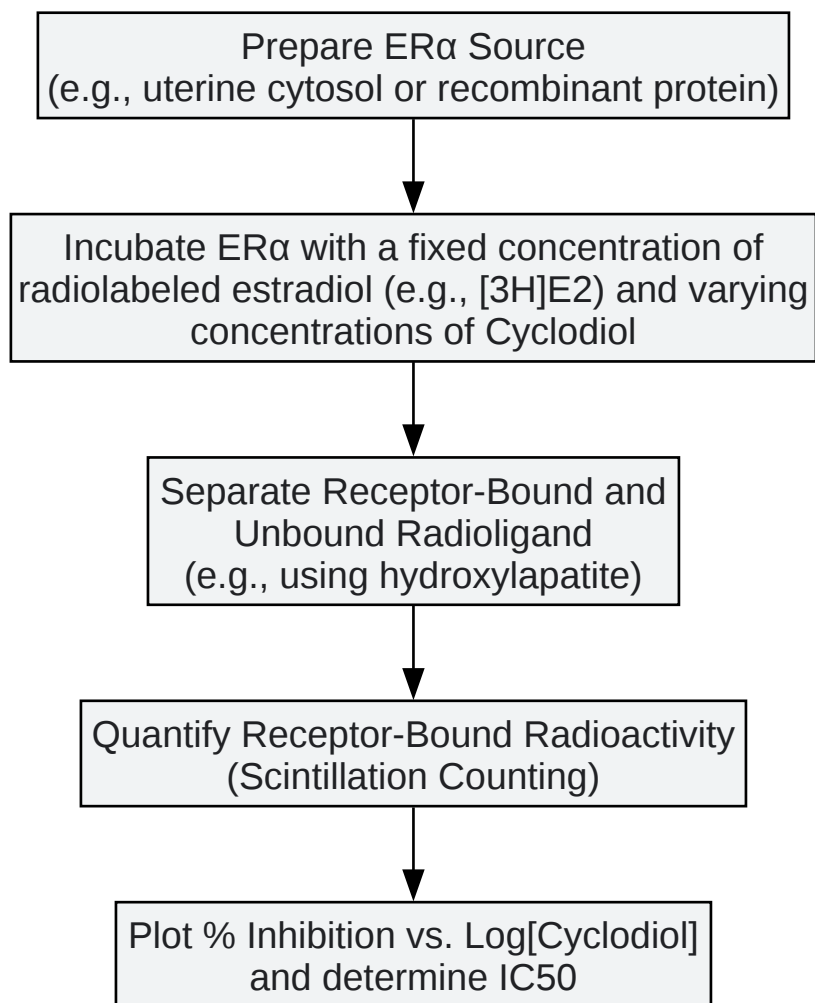 Prepare ERα Source
(e.g., uterine cytosol or recombinant protein)
Incubate ERα with a fixed concentration of
radiolabeled estradiol (e.g., [3H]E2) and varying
concentrations of Cyclodiol
Separate Receptor-Bound and
Unbound Radioligand
(e.g., using hydroxylapatite)
Quantify Receptor-Bound Radioactivity
(Scintillation Counting)
Plot % Inhibition vs. Log[Cyclodiol]
and determine IC50